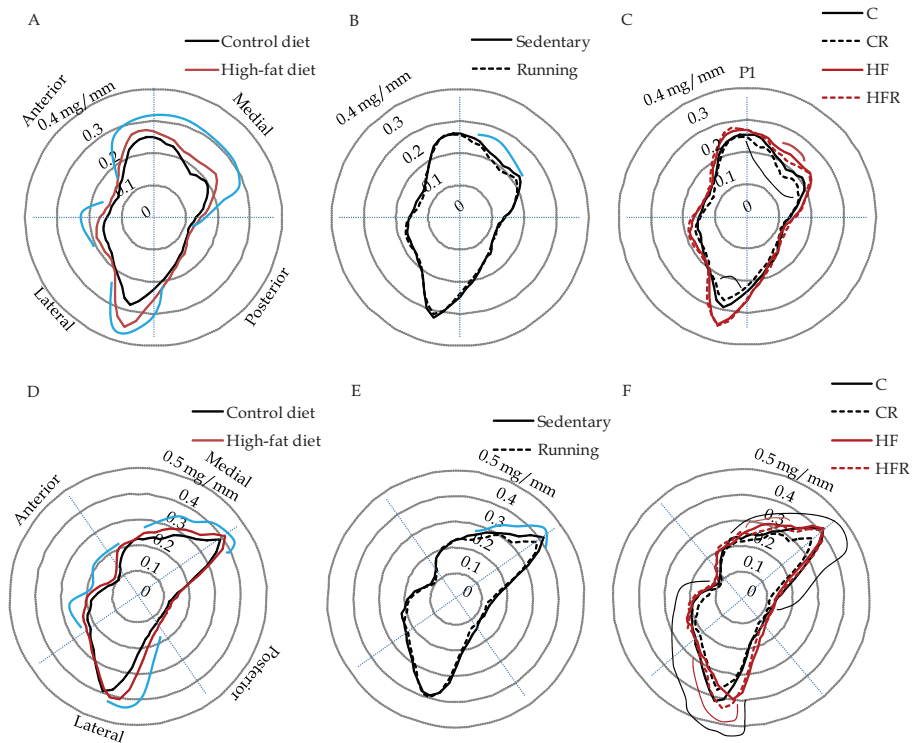 A
Control diet
High-fat diet
Anterior
0.4 mg/mm
Medial
0.3
0.2
0.1
0
Lateral
Posterior
B
Sedentary
Running
0.4 mg/mm
0.3
0.2
0.1
0
C
C
CR
HF
HFR
P1
0.4 mg/mm
0.3
0.2
0.1
0
D
Control diet
High-fat diet
Anterior
Medial
0.5 mg/mm
0.4
0.3
0.2
0.1
0
Lateral
Posterior
E
Sedentary
Running
0.5 mg/mm
0.4
0.3
0.2
0.1
0
F
C
CR
HF
HFR
0.5 mg/mm
0.4
0.3
0.2
0.1
0